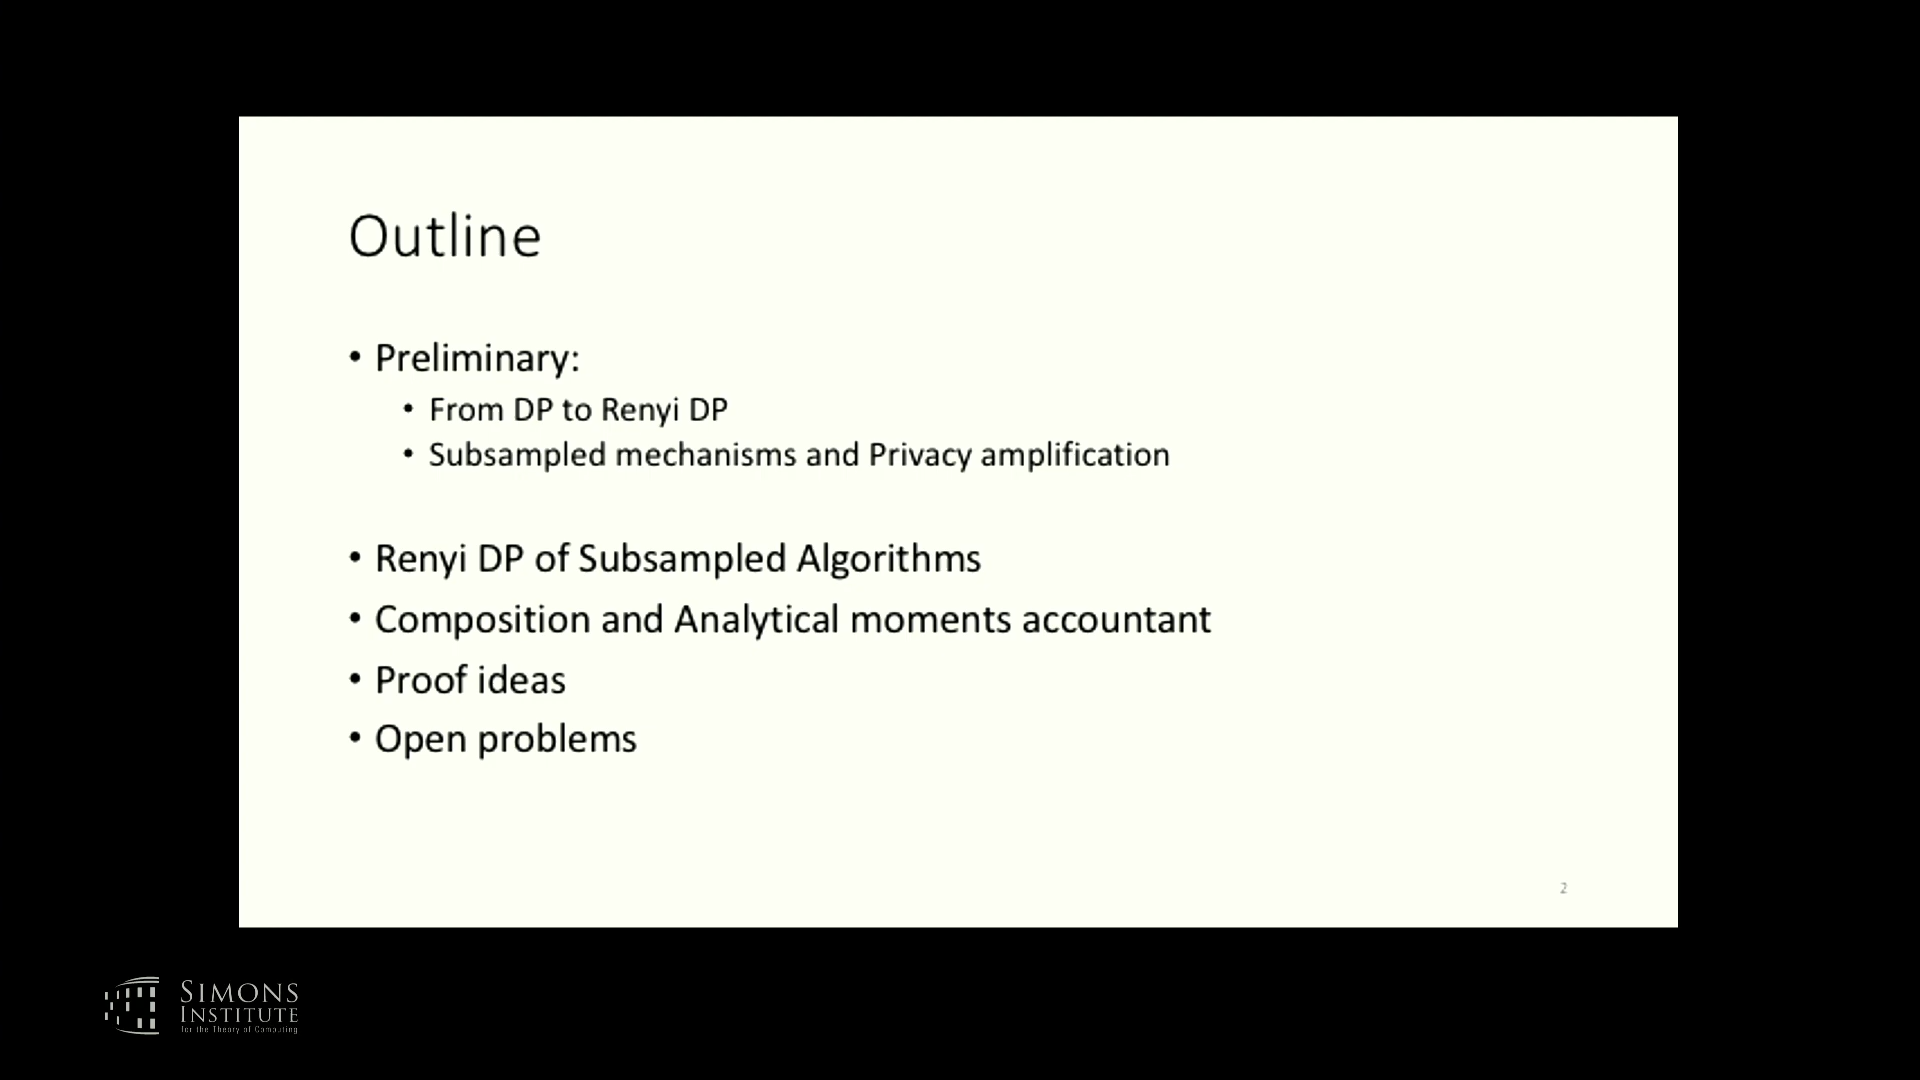 Outline
• Preliminary:
• From DP to Renyi DP
• Subsampled mechanisms and Privacy amplification
• Renyi DP of Subsampled Algorithms
• Composition and Analytical moments accountant
• Proof ideas
• Open problems
2
SIMONS
INSTITUTE
for the Theory of Computing